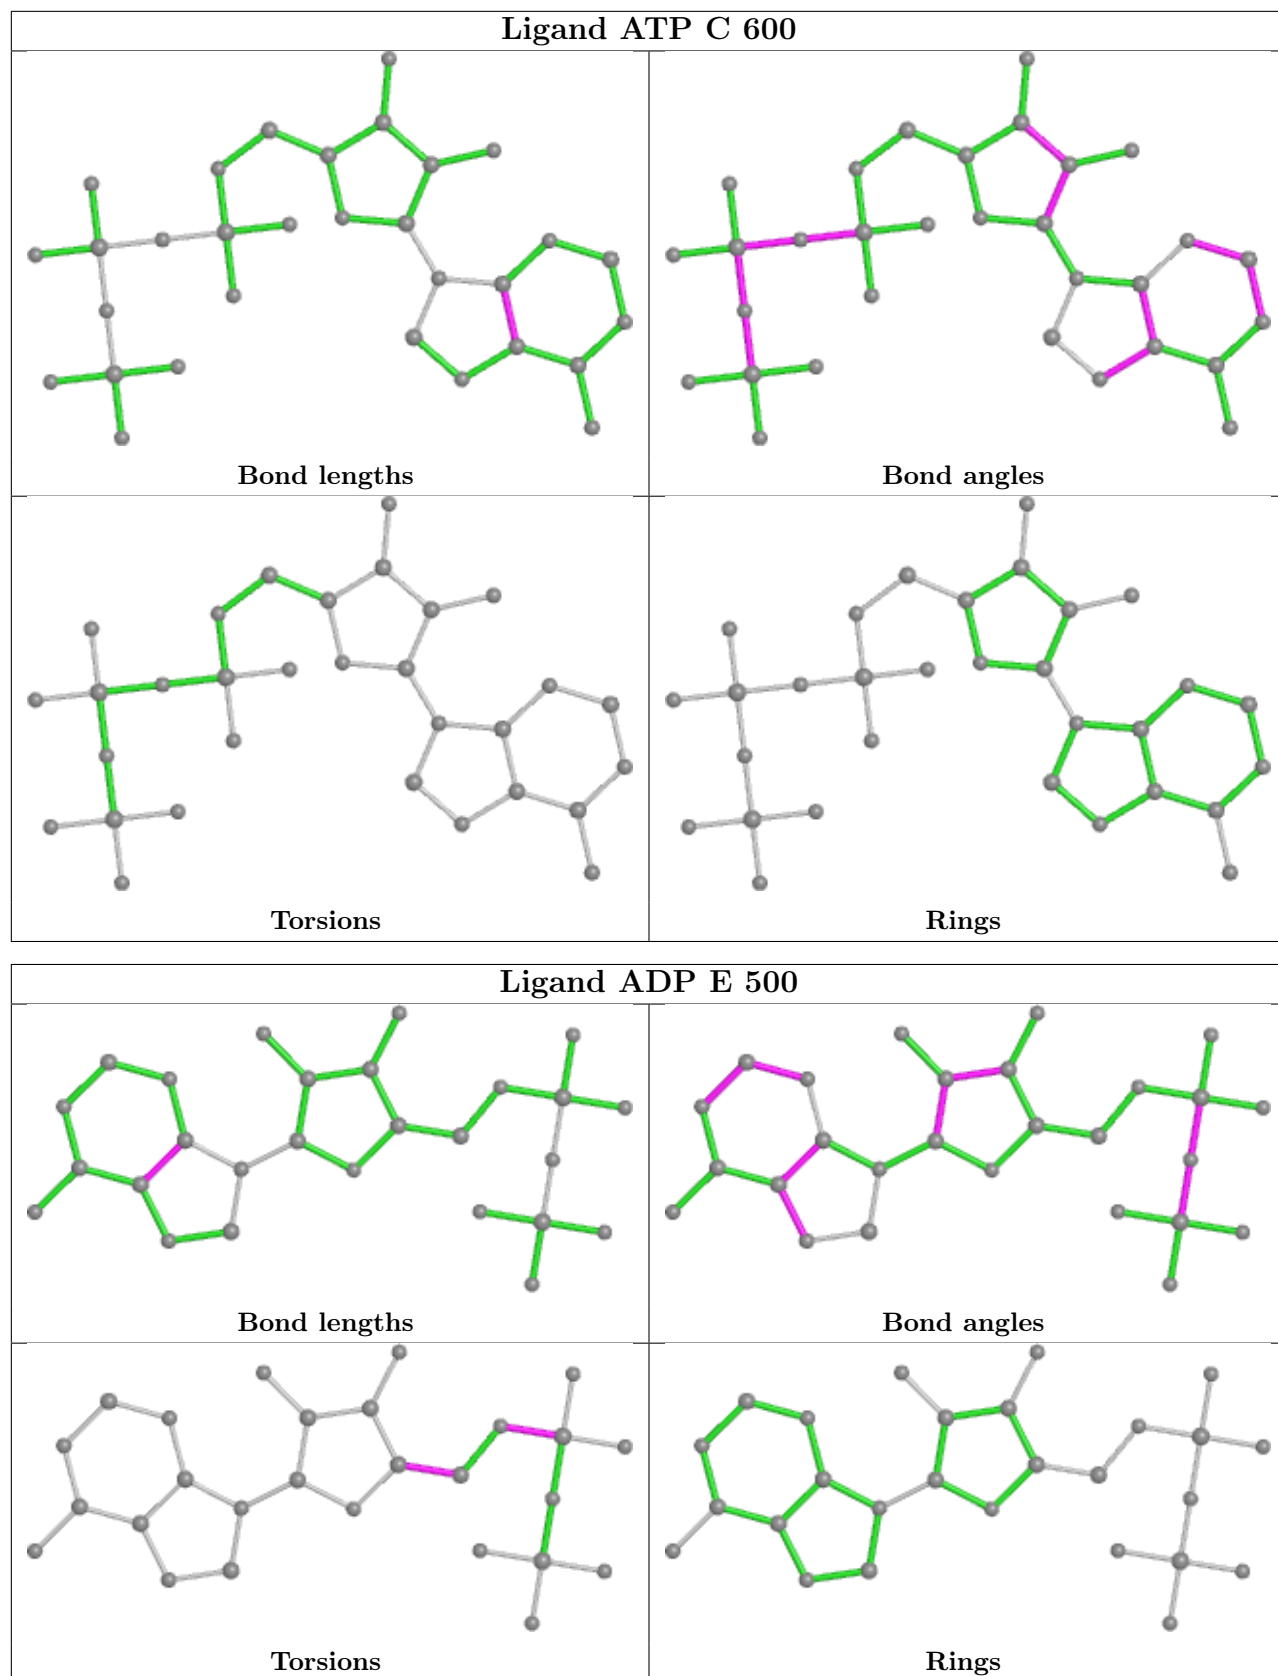 Ligand ATP C 600
Bond lengths
Bond angles
Torsions
Rings
Ligand ADP E 500
Bond lengths
Bond angles
Torsions
Rings